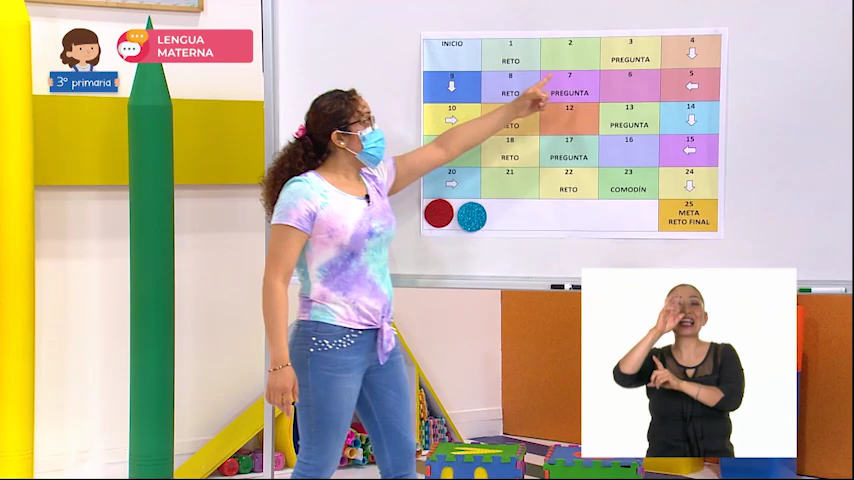 LENGUA
MATERNA
3° primaria
INICIO 1 2 3 4
RETO PREGUNTA
9 8 7 6 5
RETO PREGUNTA
10 12 13 14
RETO PREGUNTA
18 17 16 15
RETO PREGUNTA
20 21 22 23 24
RETO COMODÍN
25
META
RETO FINAL